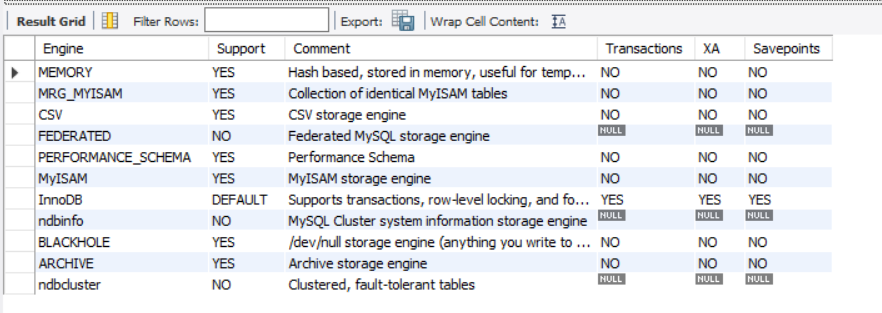 Result Grid Filter Rows: Export: Wrap Cell Content:
Engine Support Comment Transactions XA Savepoints
MEMORY YES Hash based, stored in memory, useful for temp... NO NO NO
MRG_MYISAM YES Collection of identical MyISAM tables NO NO NO
CSV YES CSV storage engine NO NO NO
FEDERATED NO Federated MySQL storage engine NULL NULL NULL
PERFORMANCE_SCHEMA YES Performance Schema NO NO NO
MyISAM YES MyISAM storage engine NO NO NO
InnoDB DEFAULT Supports transactions, row-level locking, and fo... YES YES YES
ndbinfo NO MySQL Cluster system information storage engine NULL NULL NULL
BLACKHOLE YES /dev/null storage engine (anything you write to ... NO NO NO
ARCHIVE YES Archive storage engine NO NO NO
ndbcluster NO Clustered, fault-tolerant tables NULL NULL NULL